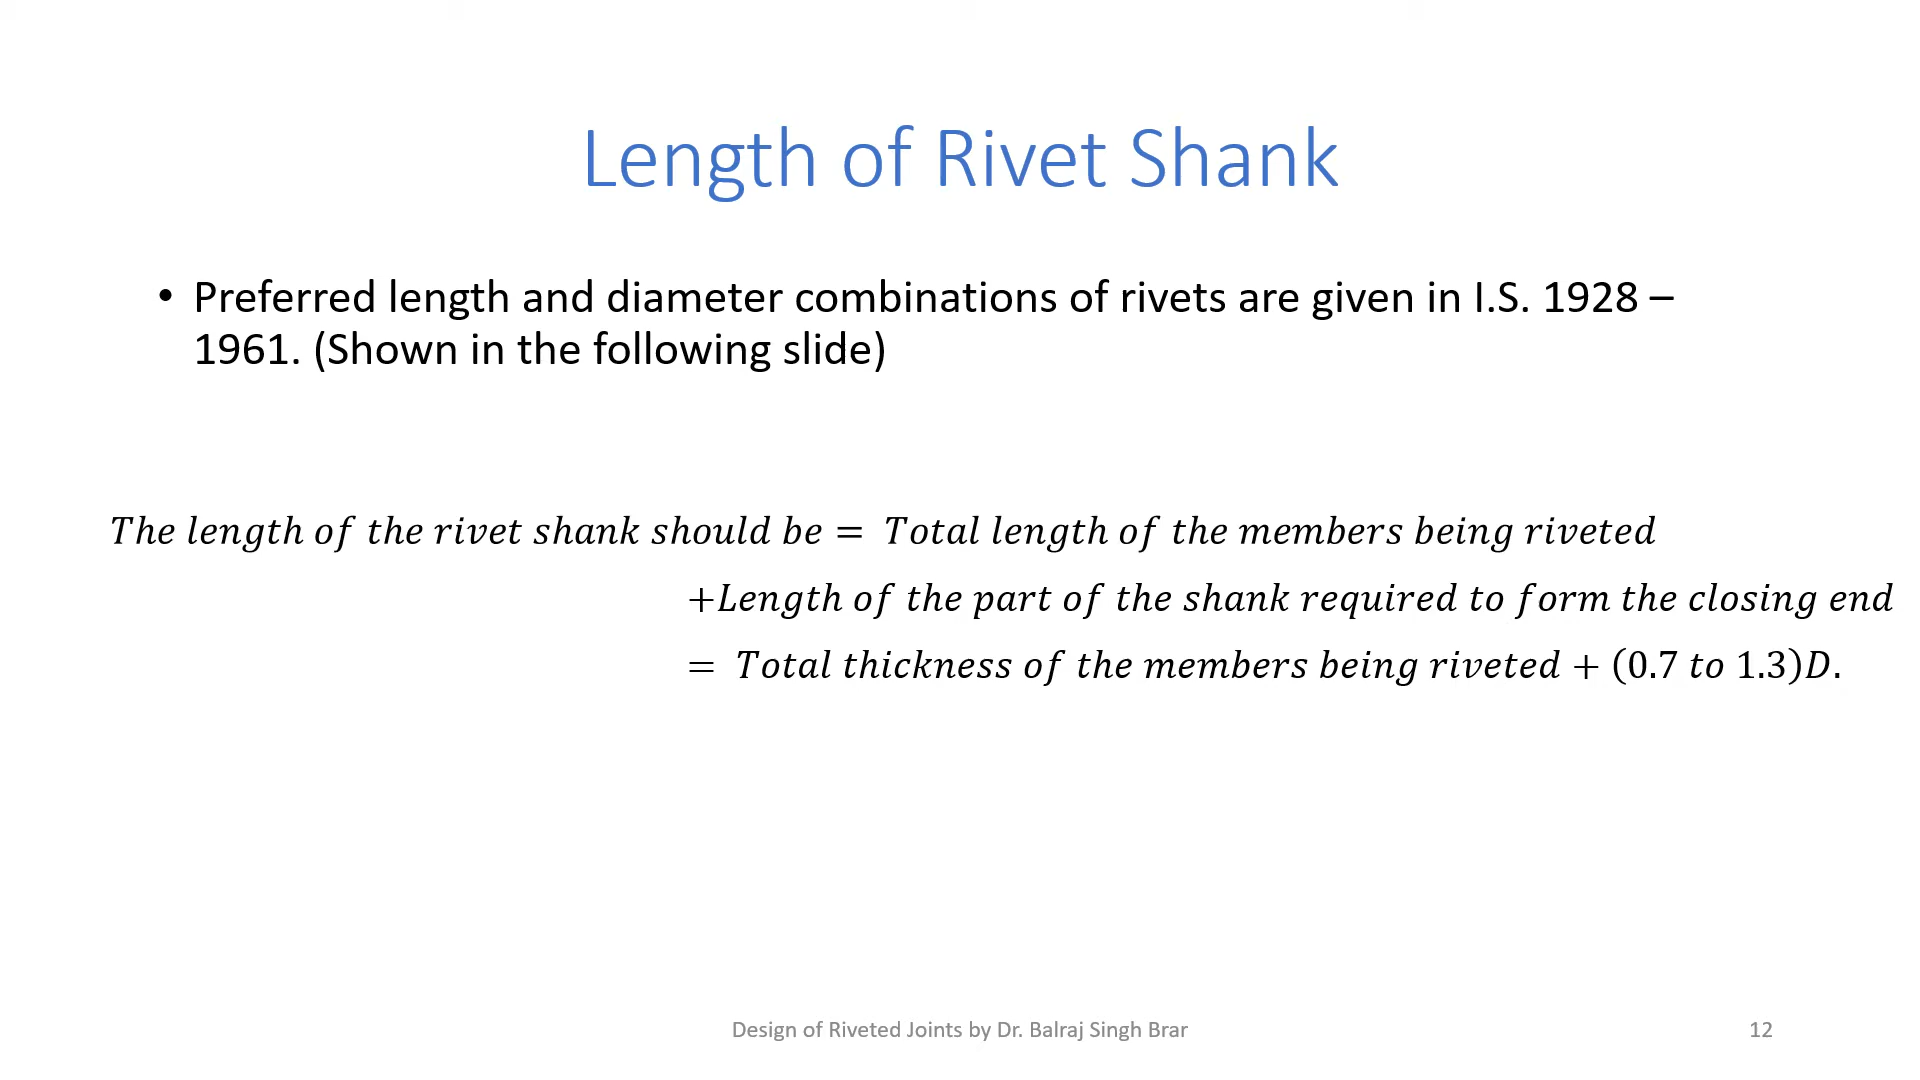 Length of Rivet Shank
• Preferred length and diameter combinations of rivets are given in I.S. 1928 –
1961. (Shown in the following slide)
The length of the rivet shank should be = Total length of the members being riveted
+Length of the part of the shank required to form the closing end
= Total thickness of the members being riveted + (0.7 to 1.3)D.
Design of Riveted Joints by Dr. Balraj Singh Brar
12